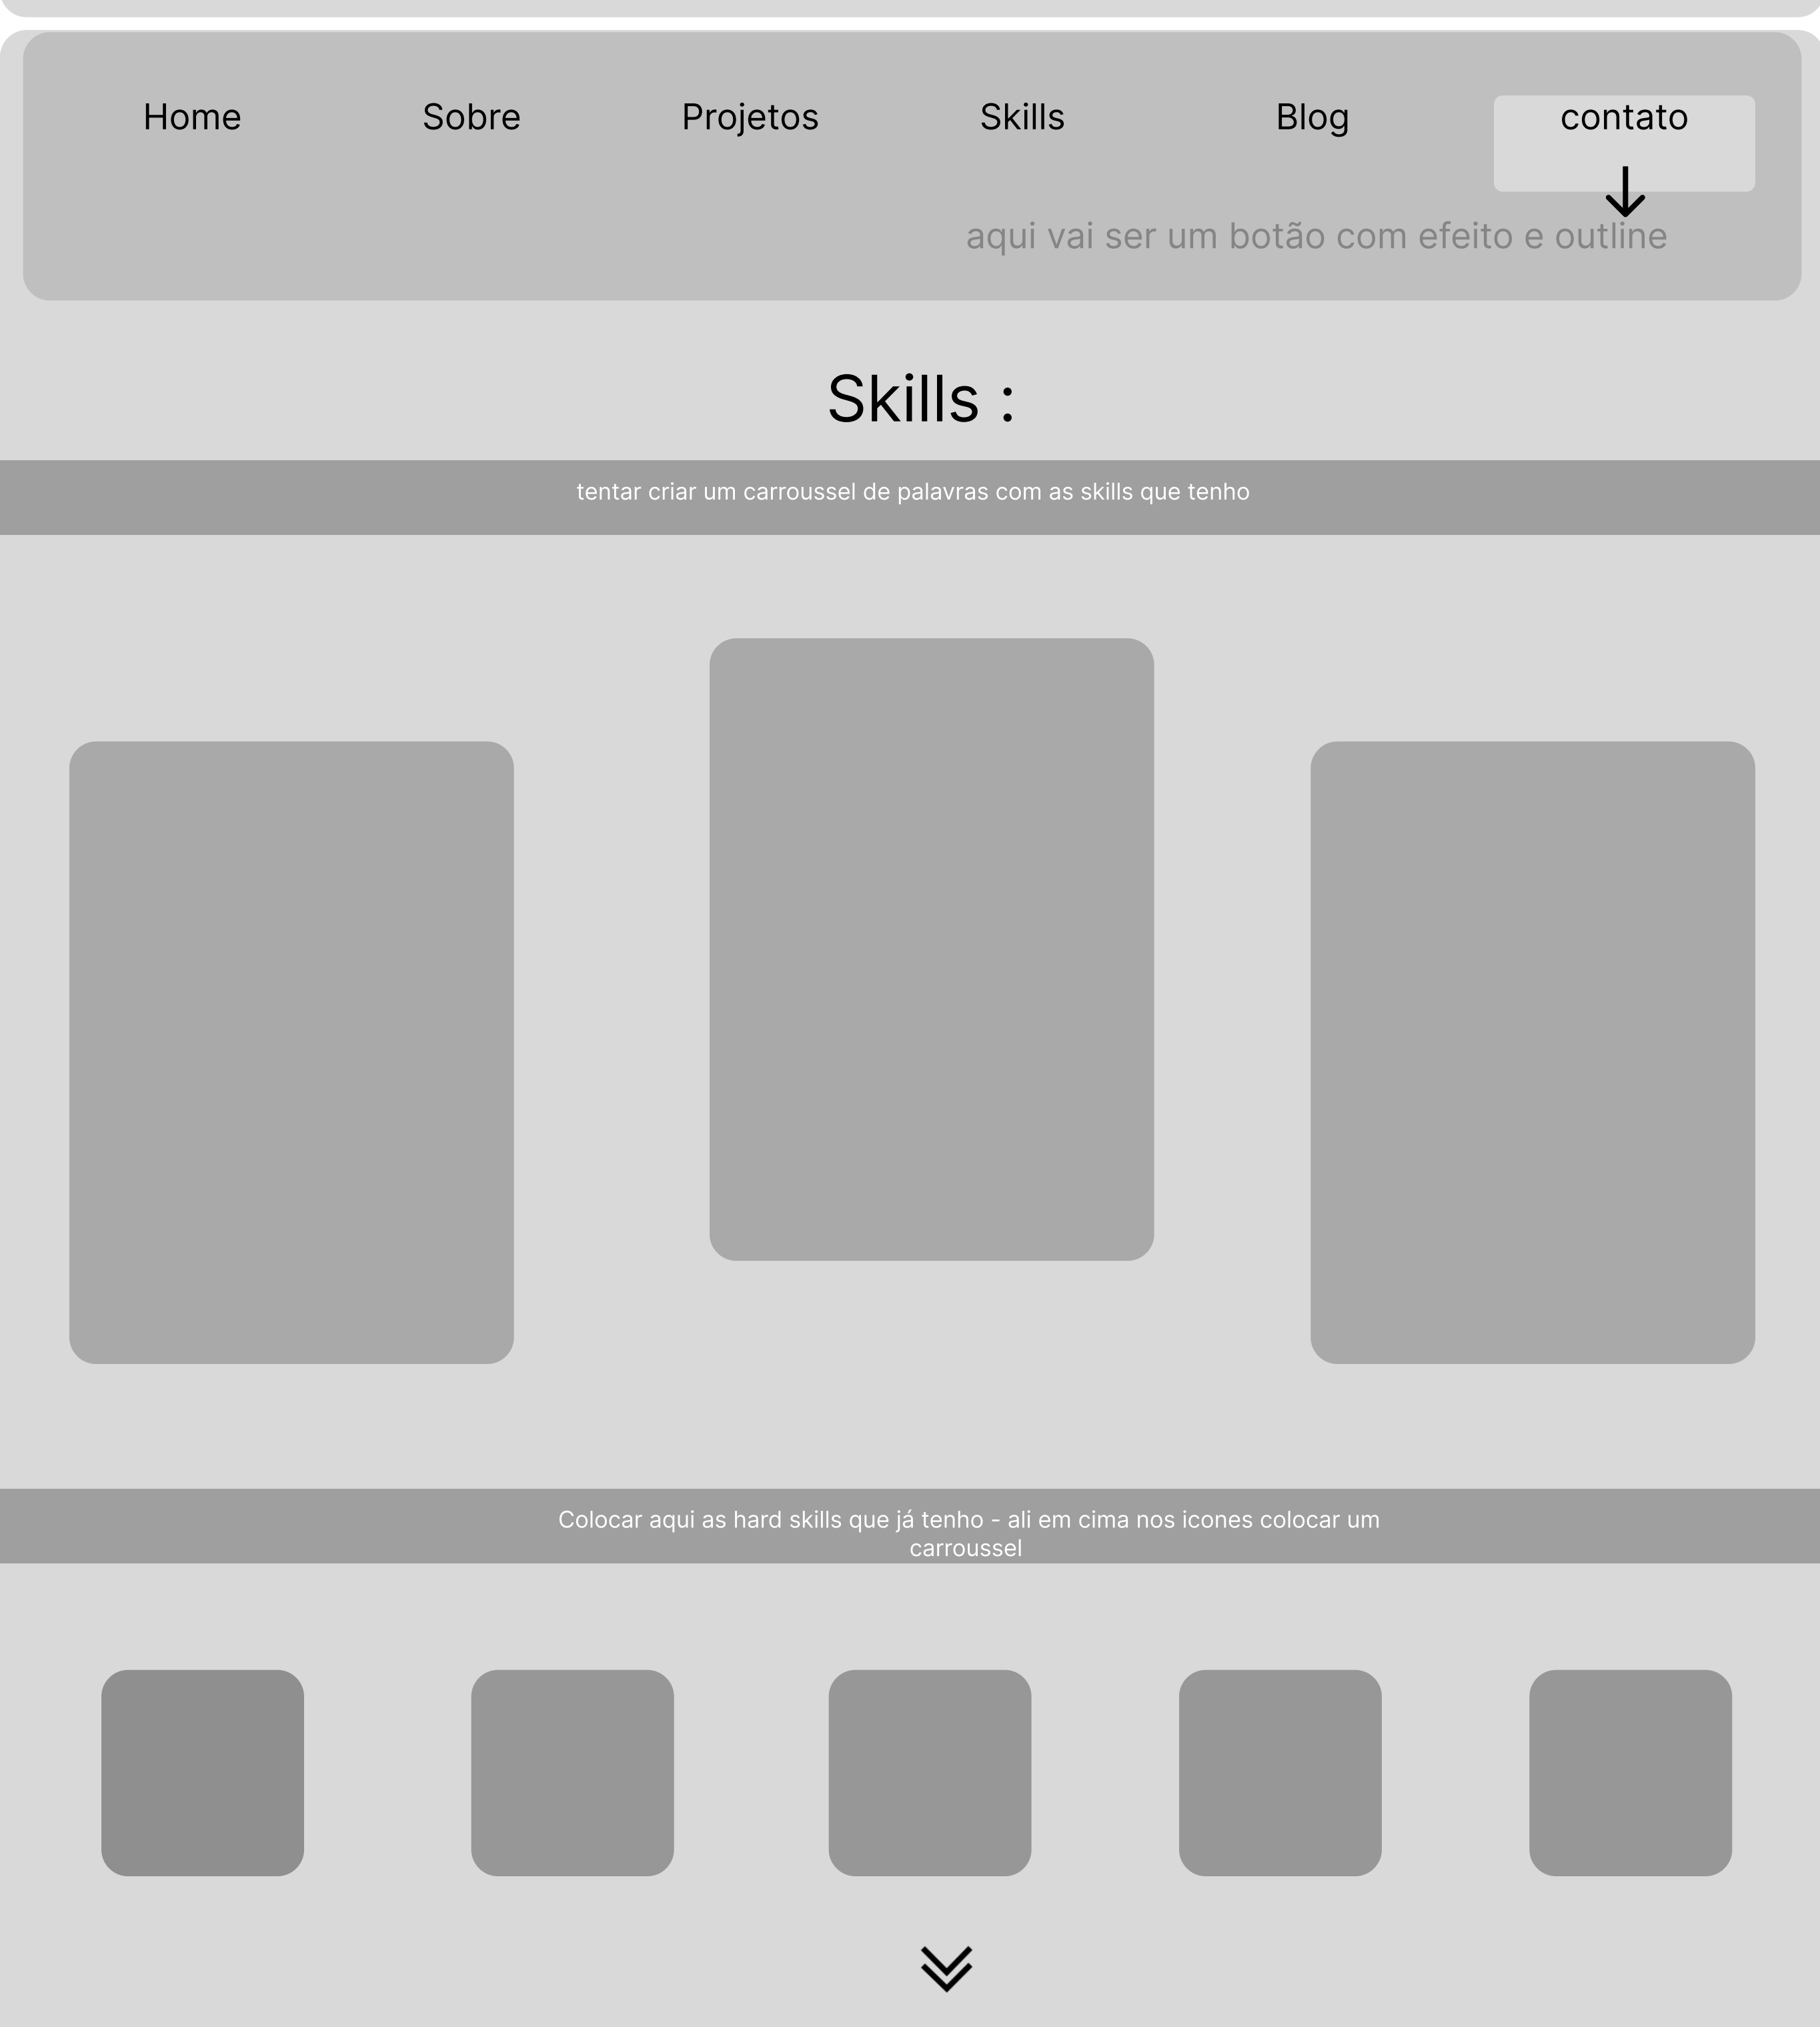 Home Sobre Projetos Skills Blog contato
aqui vai ser um botão com efeito e outline
Skills :
tentar criar um carroussel de palavras com as skills que tenho
Colocar aqui as hard skills que já tenho - ali em cima nos icones colocar um
carroussel